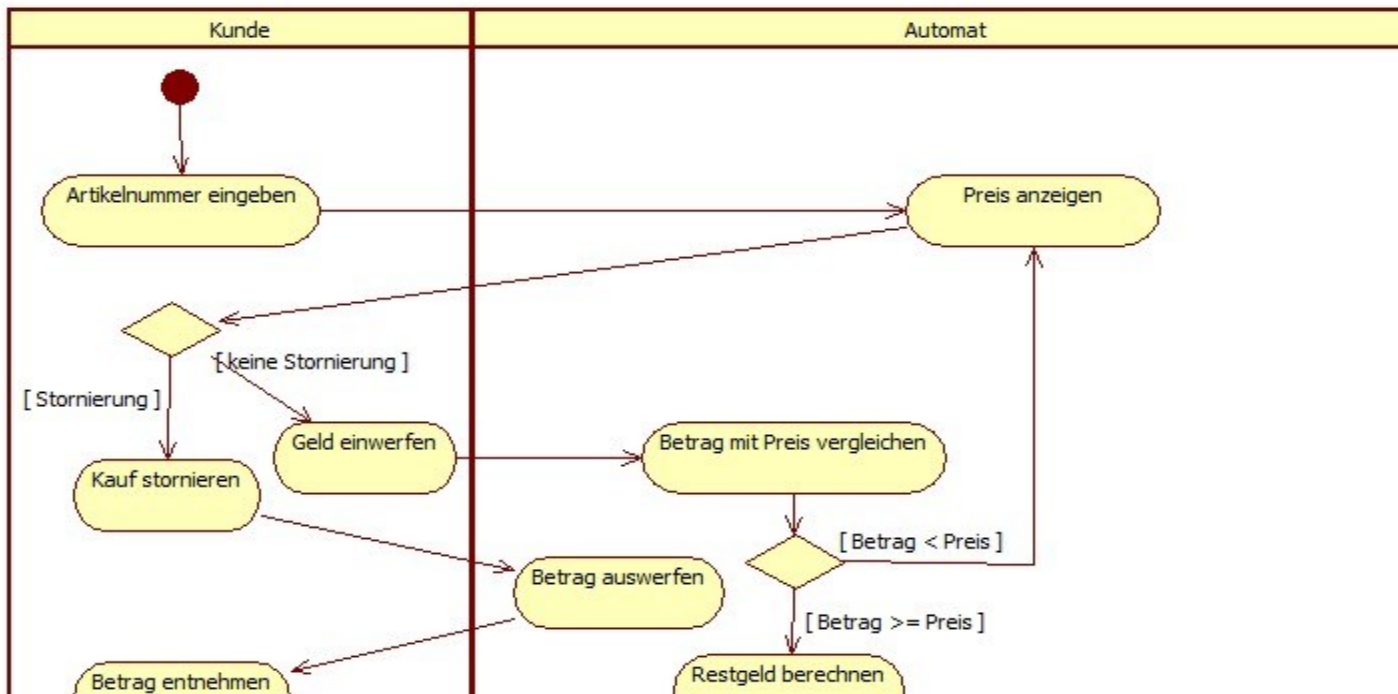 Kunde
Automat
Artikelnummer eingeben
Preis anzeigen
[ keine Stornierung ]
[ Stornierung ]
Geld einwerfen
Betrag mit Preis vergleichen
Kauf stornieren
[ Betrag < Preis ]
Betrag auswerfen
[ Betrag >= Preis ]
Betrag entnehmen
Restgeld berechnen